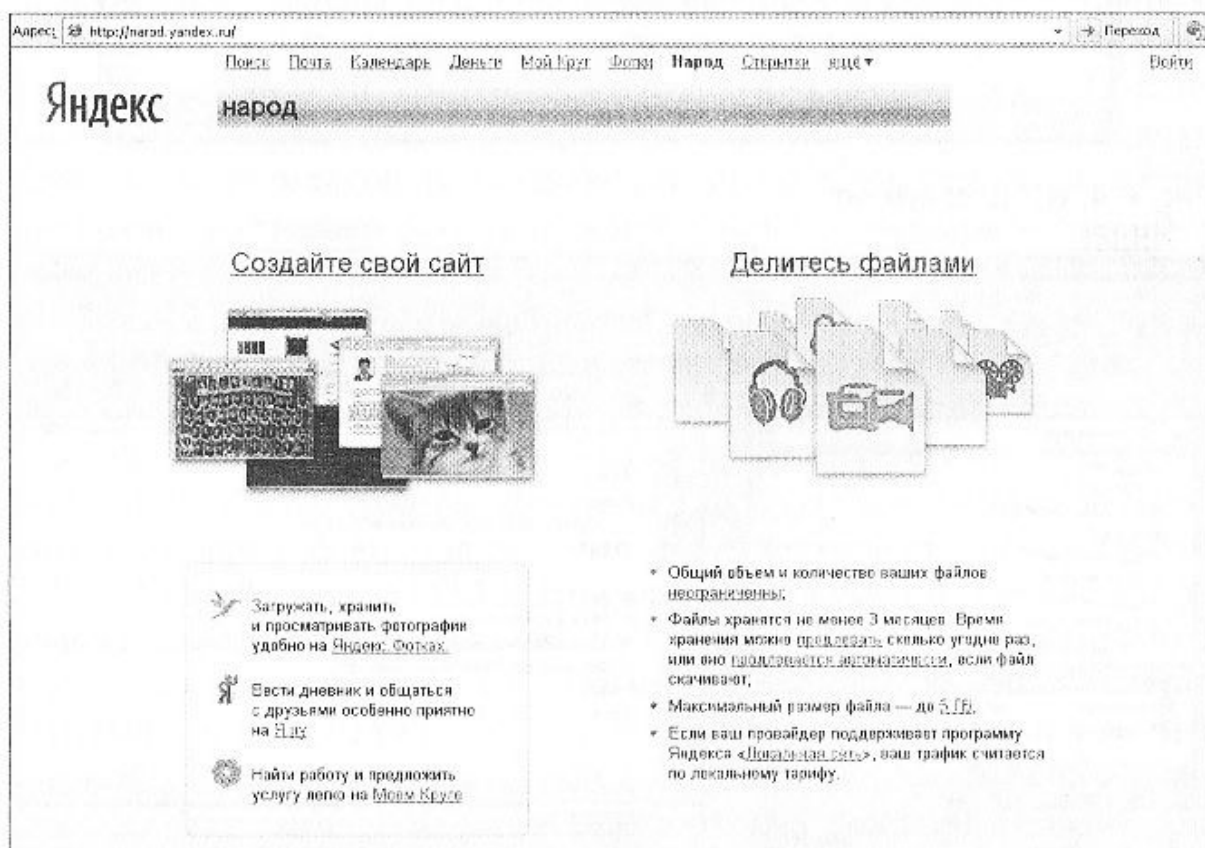 Адрес: http://narod.yandex.ru/ Переход
Поиск Почта Календарь Деньги Мой Круг Фотки Народ Открытки ещё Войти
Яндекс народ
Создайте свой сайт
Делитесь файлами
Загружать, хранить
и просматривать фотографии
удобно на Яндекс.Фотках.
Вести дневник и общаться
с друзьями особенно приятно
на Я.ру
Найти работу и предложить
услугу легко на Моем Круге
Общий объем и количество ваших файлов
неограниченны;
Файлы хранятся не менее 3 месяцев. Время
хранения можно продлевать сколько угодно раз,
или оно продлевается автоматически, если файл
скачивают;
Максимальный размер файла — до 5 ГБ.
Если ваш провайдер поддерживает программу
Яндекса «Локальная сеть», ваш трафик считается
по локальному тарифу.